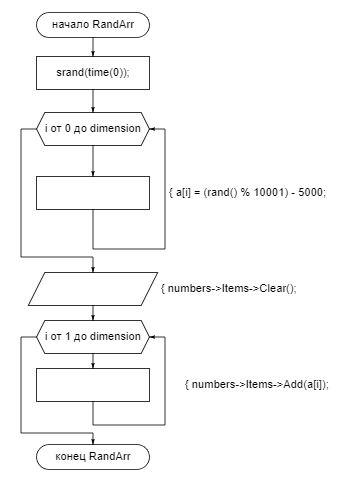 начало RandArr
srand(time(0));
i от 0 до dimension
{ a[i] = (rand() % 10001) - 5000;
{ numbers->Items->Clear();
i от 1 до dimension
{ numbers->Items->Add(a[i]);
конец RandArr